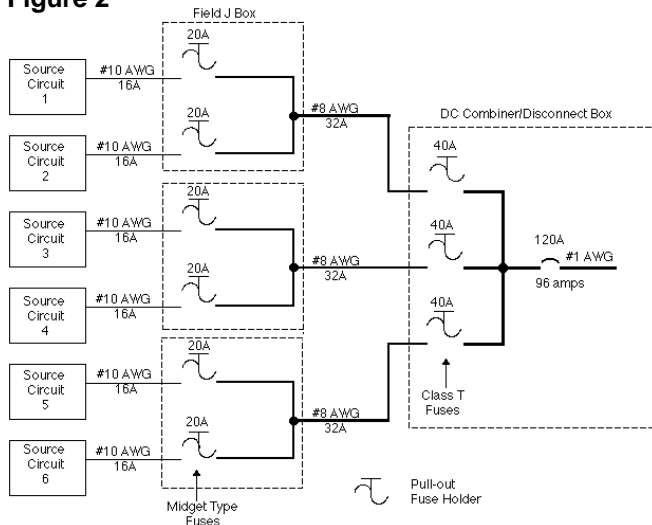 Figure 2
Field J Box
20A
Source
Circuit
1
#10 AWG
16A
20A
Source
Circuit
2
#10 AWG
16A
#8 AWG
32A
20A
Source
Circuit
3
#10 AWG
16A
20A
Source
Circuit
4
#10 AWG
16A
#8 AWG
32A
20A
Source
Circuit
5
#10 AWG
16A
20A
Source
Circuit
6
#10 AWG
16A
#8 AWG
32A
Midget Type
Fuses
DC Combiner/Disconnect Box
40A
40A
40A
120A
#1 AWG
96 amps
Class T
Fuses
Pull-out
Fuse Holder